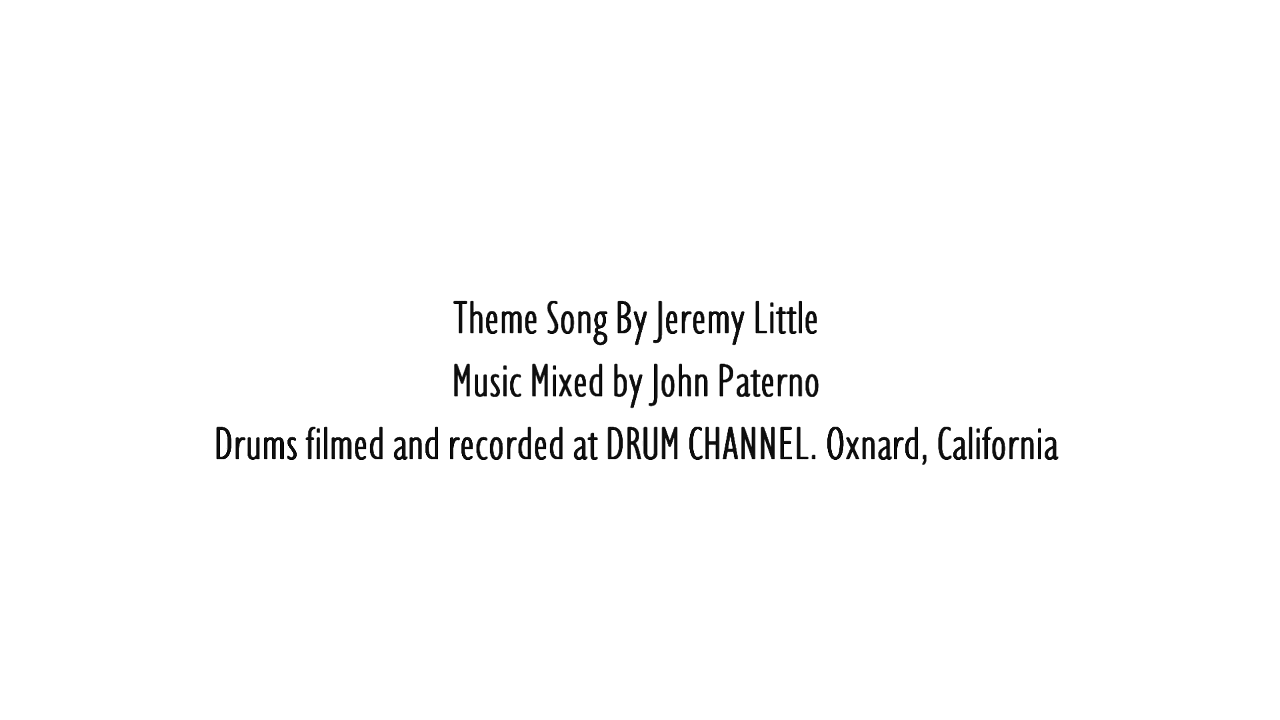 Theme Song By Jeremy Little
Music Mixed by John Paterno
Drums filmed and recorded at DRUM CHANNEL. Oxnard, California